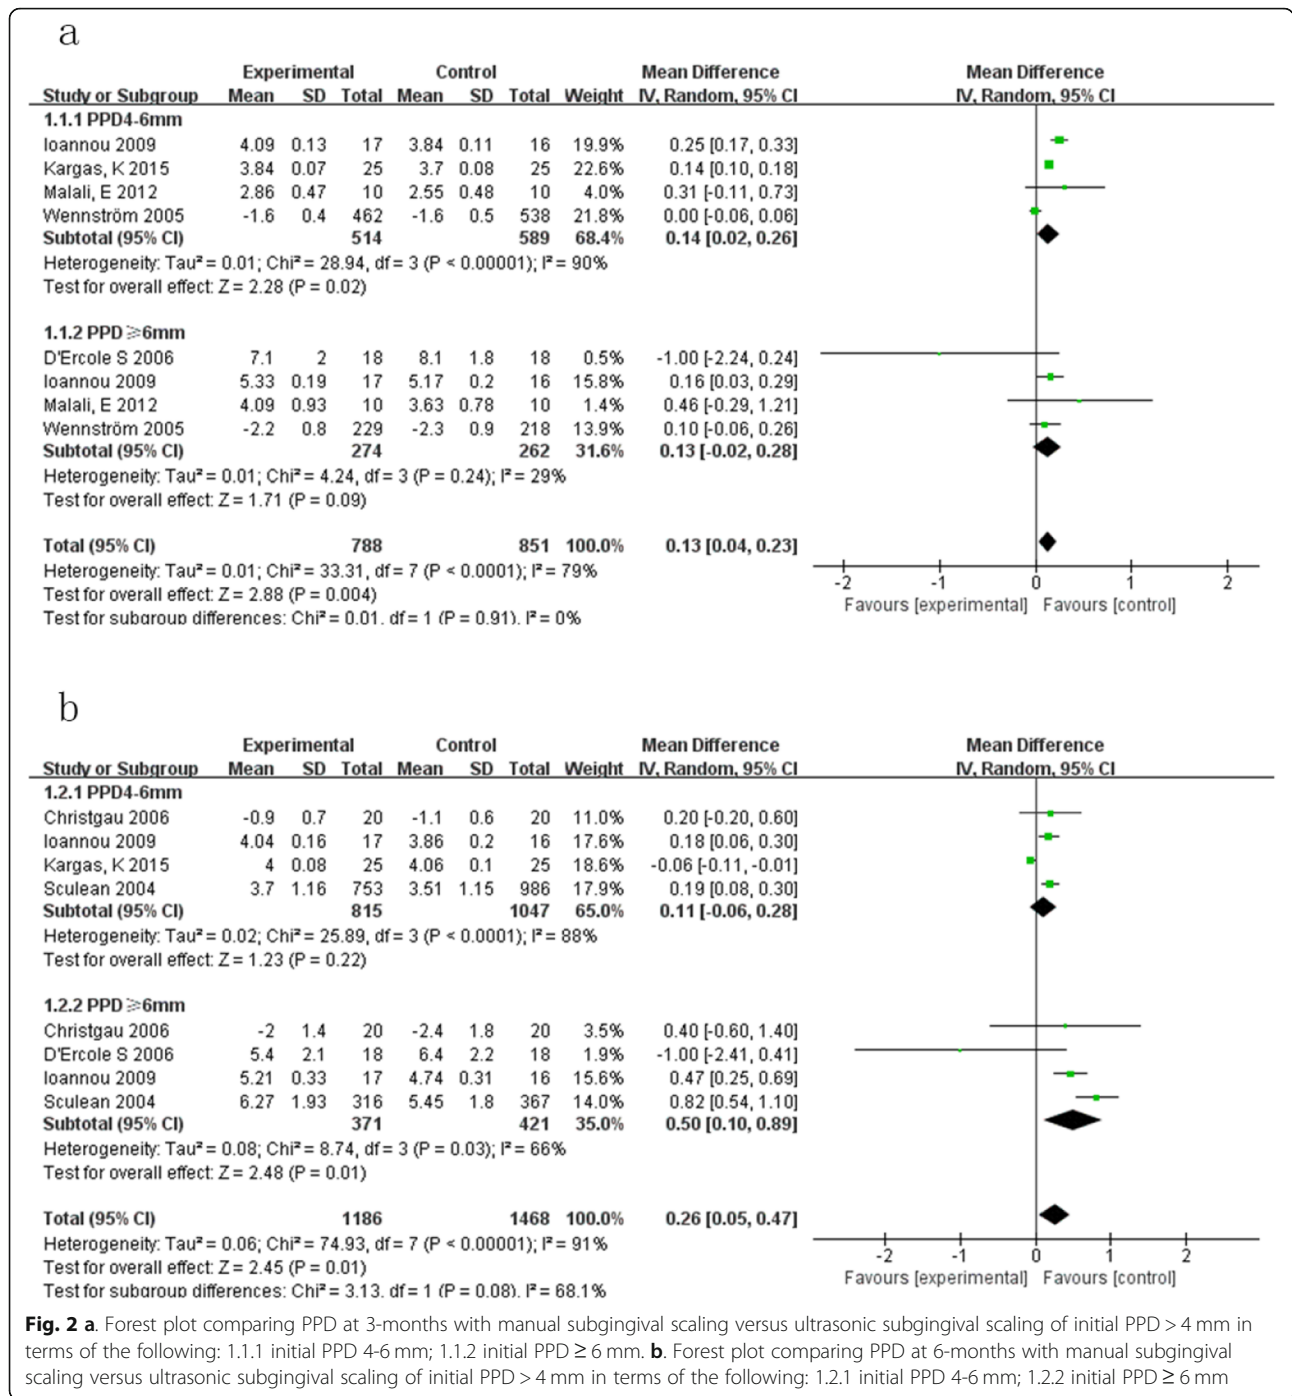 a
Experimental Control Mean Difference Mean Difference
Study or Subgroup Mean SD Total Mean SD Total Weight IV, Random, 95% CI IV, Random, 95% CI
1.1.1 PPD4-6mm
Ioannou 2009 4.09 0.13 17 3.84 0.11 16 19.9% 0.25 [0.17, 0.33]
Kargas, K 2015 3.84 0.07 25 3.7 0.08 25 22.6% 0.14 [0.10, 0.18]
Malali, E 2012 2.86 0.47 10 2.55 0.48 10 4.0% 0.31 [-0.11, 0.73]
Wennström 2005 -1.6 0.4 462 -1.6 0.5 538 21.8% 0.00 [-0.06, 0.06]
Subtotal (95% CI) 514 589 68.4% 0.14 [0.02, 0.26]
Heterogeneity: Tau² = 0.01; Chi² = 28.94, df = 3 (P < 0.00001); I² = 90%
Test for overall effect: Z = 2.28 (P = 0.02)
1.1.2 PPD ≥6mm
D'Ercole S 2006 7.1 2 18 8.1 1.8 18 0.5% -1.00 [-2.24, 0.24]
Ioannou 2009 5.33 0.19 17 5.17 0.2 16 15.8% 0.16 [0.03, 0.29]
Malali, E 2012 4.09 0.93 10 3.63 0.78 10 1.4% 0.46 [-0.29, 1.21]
Wennström 2005 -2.2 0.8 229 -2.3 0.9 218 13.9% 0.10 [-0.06, 0.26]
Subtotal (95% CI) 274 262 31.6% 0.13 [-0.02, 0.28]
Heterogeneity: Tau² = 0.01; Chi² = 4.24, df = 3 (P = 0.24); I² = 29%
Test for overall effect: Z = 1.71 (P = 0.09)
Total (95% CI) 788 851 100.0% 0.13 [0.04, 0.23]
Heterogeneity: Tau² = 0.01; Chi² = 33.31, df = 7 (P < 0.0001); I² = 79%
Test for overall effect: Z = 2.88 (P = 0.004)
Test for subgroup differences: Chi² = 0.01, df = 1 (P = 0.91), I² = 0%
-2 -1 0 1 2
Favours [experimental] Favours [control]
b
Experimental Control Mean Difference Mean Difference
Study or Subgroup Mean SD Total Mean SD Total Weight IV, Random, 95% CI IV, Random, 95% CI
1.2.1 PPD4-6mm
Christgau 2006 -0.9 0.7 20 -1.1 0.6 20 11.0% 0.20 [-0.20, 0.60]
Ioannou 2009 4.04 0.16 17 3.86 0.2 16 17.6% 0.18 [0.06, 0.30]
Kargas, K 2015 4 0.08 25 4.06 0.1 25 18.6% -0.06 [-0.11, -0.01]
Sculean 2004 3.7 1.16 753 3.51 1.15 986 17.9% 0.19 [0.08, 0.30]
Subtotal (95% CI) 815 1047 65.0% 0.11 [-0.06, 0.28]
Heterogeneity: Tau² = 0.02; Chi² = 25.89, df = 3 (P < 0.0001); I² = 88%
Test for overall effect: Z = 1.23 (P = 0.22)
1.2.2 PPD ≥6mm
Christgau 2006 -2 1.4 20 -2.4 1.8 20 3.5% 0.40 [-0.60, 1.40]
D'Ercole S 2006 5.4 2.1 18 6.4 2.2 18 1.9% -1.00 [-2.41, 0.41]
Ioannou 2009 5.21 0.33 17 4.74 0.31 16 15.6% 0.47 [0.25, 0.69]
Sculean 2004 6.27 1.93 316 5.45 1.8 367 14.0% 0.82 [0.54, 1.10]
Subtotal (95% CI) 371 421 35.0% 0.50 [0.10, 0.89]
Heterogeneity: Tau² = 0.08; Chi² = 8.74, df = 3 (P = 0.03); I² = 66%
Test for overall effect: Z = 2.48 (P = 0.01)
Total (95% CI) 1186 1468 100.0% 0.26 [0.05, 0.47]
Heterogeneity: Tau² = 0.06; Chi² = 74.93, df = 7 (P < 0.00001); I² = 91%
Test for overall effect: Z = 2.45 (P = 0.01)
Test for subgroup differences: Chi² = 3.13, df = 1 (P = 0.08), I² = 68.1%
-2 -1 0 1 2
Favours [experimental] Favours [control]
Fig. 2 a. Forest plot comparing PPD at 3-months with manual subgingival scaling versus ultrasonic subgingival scaling of initial PPD > 4 mm in
terms of the following: 1.1.1 initial PPD 4-6 mm; 1.1.2 initial PPD ≥ 6 mm. b. Forest plot comparing PPD at 6-months with manual subgingival
scaling versus ultrasonic subgingival scaling of initial PPD > 4 mm in terms of the following: 1.2.1 initial PPD 4-6 mm; 1.2.2 initial PPD ≥ 6 mm